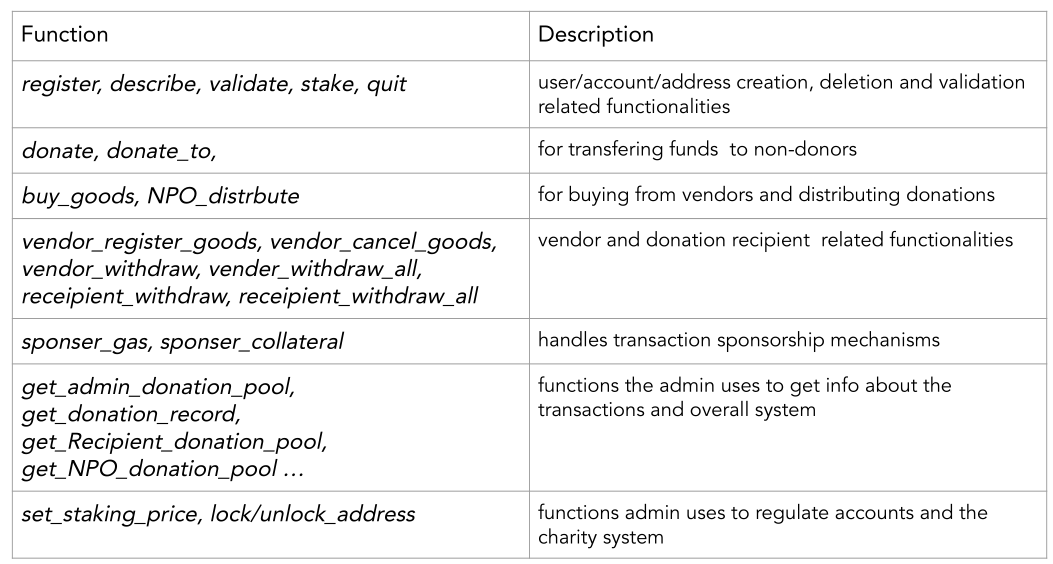 Function
Description
register, describe, validate, stake, quit
user/account/address creation, deletion and validation
related functionalities
donate, donate_to,
for transfering funds  to non-donors
buy_goods, NPO_distrbute
for buying from vendors and distributing donations
vendor_register_goods, vendor_cancel_goods,
vendor_withdraw, vender_withdraw_all,
receipient_withdraw, receipient_withdraw_all
vendor and donation recipient  related functionalities
sponser_gas, sponser_collateral
handles transaction sponsorship mechanisms
get_admin_donation_pool,
get_donation_record,
get_Recipient_donation_pool,
get_NPO_donation_pool …
functions the admin uses to get info about the
transactions and overall system
set_staking_price, lock/unlock_address
functions admin uses to regulate accounts and the
charity system